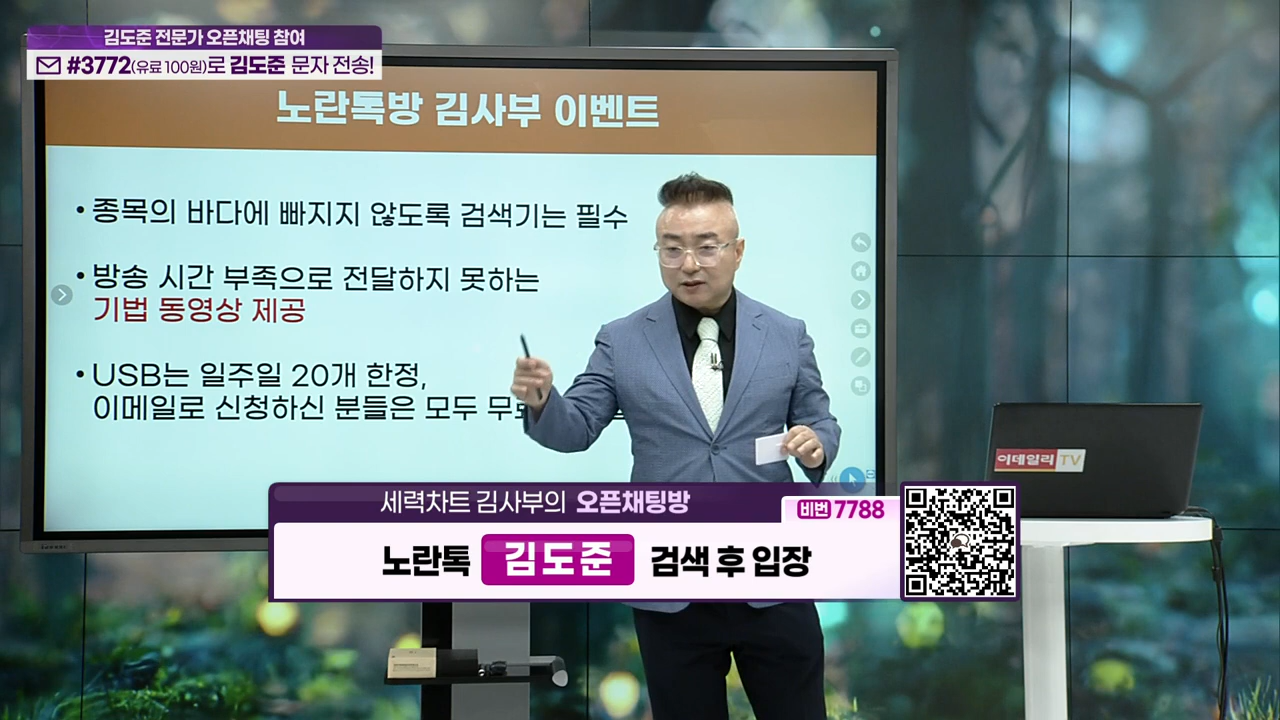 김도준 전문가 오픈채팅 참여
#3772(유료 100원)로 김도준 문자 전송!
노란톡방 김사부 이벤트
• 종목의 바다에 빠지지 않도록 검색기는 필수
• 방송 시간 부족으로 전달하지 못하는
기법 동영상 제공
• USB는 일주일 20개 한정,
이메일로 신청하신 분들은 모두 무
이데일리 TV
세력차트 김사부의 오픈채팅방
비번 7788
노란톡 김도준 검색 후 입장